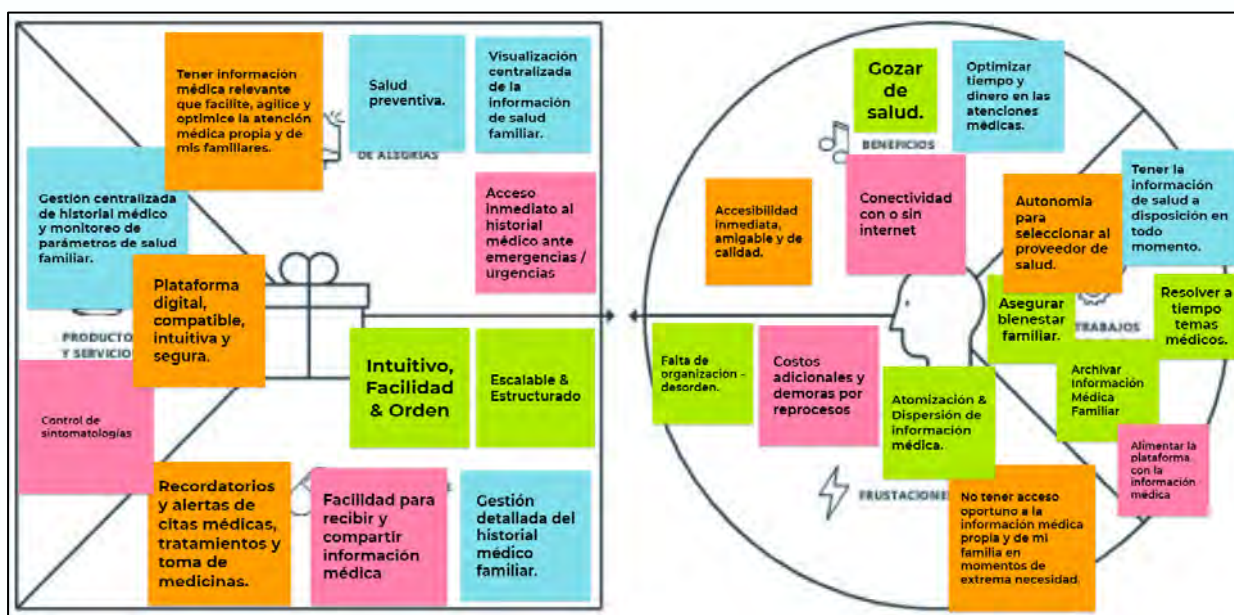 Tener información
médica relevante
que facilite, agilice y
optimice la atención
médica propia y de
mis familiares.
Salud
preventiva.
Visualización
centralizada
de la
información
de salud
familiar.
DE ALEGRÍAS
Gestión centralizada
de historial médico
y monitoreo de
parámetros de salud
familiar.
Acceso
inmediato al
historial
médico ante
emergencias /
urgencias
Plataforma
digital,
compatible,
intuitiva y
segura.
PRODUCTO
Y SERVICIO
Intuitivo,
Facilidad
& Orden
Escalable &
Estructurado
Control de
sintomatologías
Recordatorios
y alertas de
citas médicas,
tratamientos y
toma de
medicinas.
Facilidad para
recibir y
compartir
información
médica
Gestión
detallada del
historial
médico
familiar.
Gozar
de
salud.
Optimizar
tiempo y
dinero en las
atenciones
médicas.
BENEFICIOS
Accesibilidad
inmediata,
amigable y de
calidad.
Conectividad
con o sin
internet
Autonomía
para
seleccionar al
proveedor de
salud.
Tener la
información
de salud a
disposición en
todo
momento.
Asegurar
bienestar
familiar.
TRABAJOS
Resolver a
tiempo
temas
médicos.
Falta de
organización –
desorden.
Costos
adicionales y
demoras por
reprocesos
Atomización &
Dispersión de
información
médica.
Archivar
Información
Médica
Familiar
Alimentar la
plataforma
con la
información
médica
FRUSTACIONE
No tener acceso
oportuno a la
información médica
propia y de mi
familia en
momentos de
extrema necesidad.